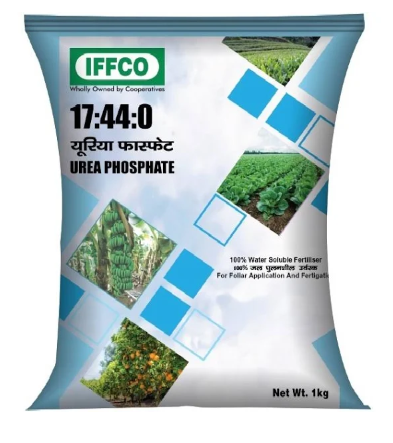 IFFCO
Wholly Owned by Cooperatives
17:44:0
यूरिया फास्फेट
UREA PHOSPHATE
100% Water Soluble Fertiliser
100% जल घुलनशील उर्वरक
For Foliar Application And Fertigatio
Net Wt. 1kg